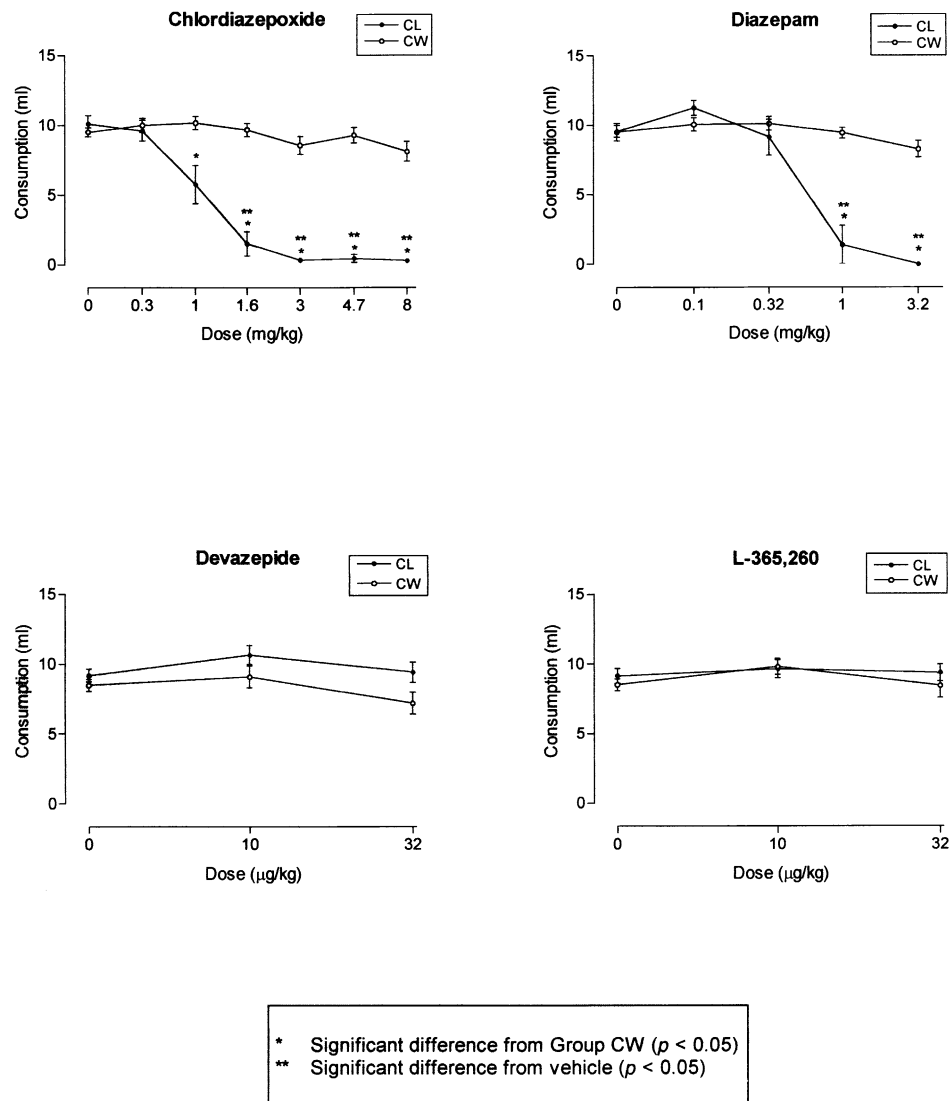 Chlordiazepoxide
CL
CW
Consumption (ml)
15
10
5
0
*
** ** ** **
* * * *
0 0.3 1 1.6 3 4.7 8
Dose (mg/kg)
Diazepam
CL
CW
Consumption (ml)
15
10
5
0
** **
* *
0 0.1 0.32 1 3.2
Dose (mg/kg)
Devazepide
CL
CW
Consumption (ml)
15
10
5
0
0 10 32
Dose (µg/kg)
L-365,260
CL
CW
Consumption (ml)
15
10
5
0
0 10 32
Dose (µg/kg)
* Significant difference from Group CW (p < 0.05)
** Significant difference from vehicle (p < 0.05)